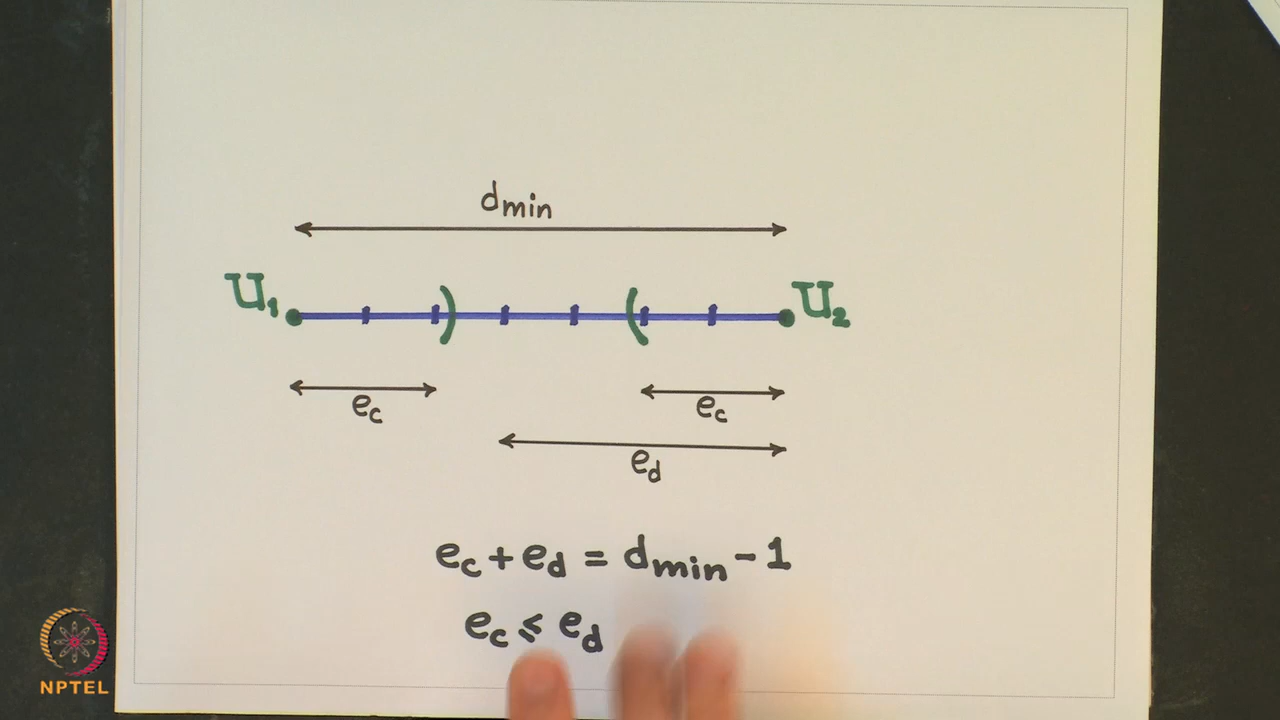 dmin
U1 U2
ec ec
ed
ec + ed = dmin - 1
ec ≤ ed
NPTEL